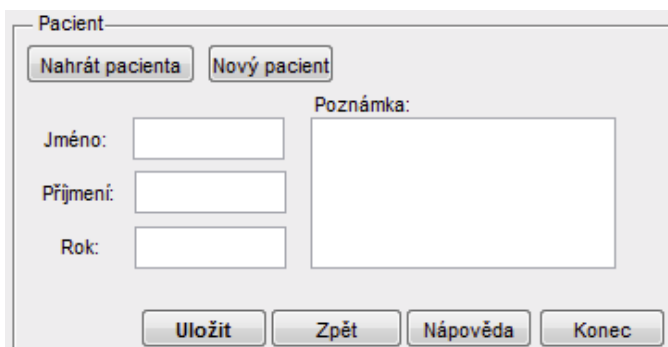 Pacient
Nahrát pacienta Nový pacient
Poznámka:
Jméno:
Příjmení:
Rok:
Uložit Zpět Nápověda Konec